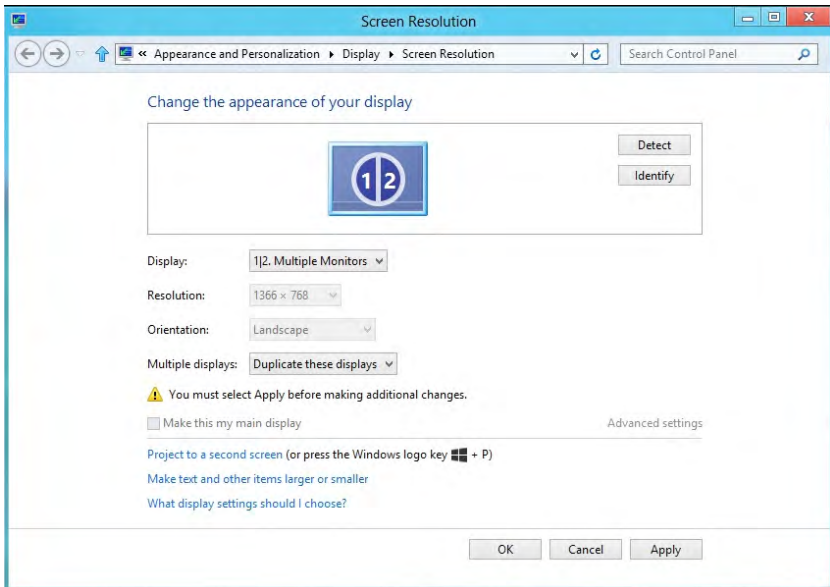 Screen Resolution
« Appearance and Personalization ▸ Display ▸ Screen Resolution
Search Control Panel
Change the appearance of your display
1|2
Detect
Identify
Display: 1|2. Multiple Monitors
Resolution: 1366 × 768
Orientation: Landscape
Multiple displays: Duplicate these displays
You must select Apply before making additional changes.
Make this my main display Advanced settings
Project to a second screen (or press the Windows logo key + P)
Make text and other items larger or smaller
What display settings should I choose?
OK Cancel Apply